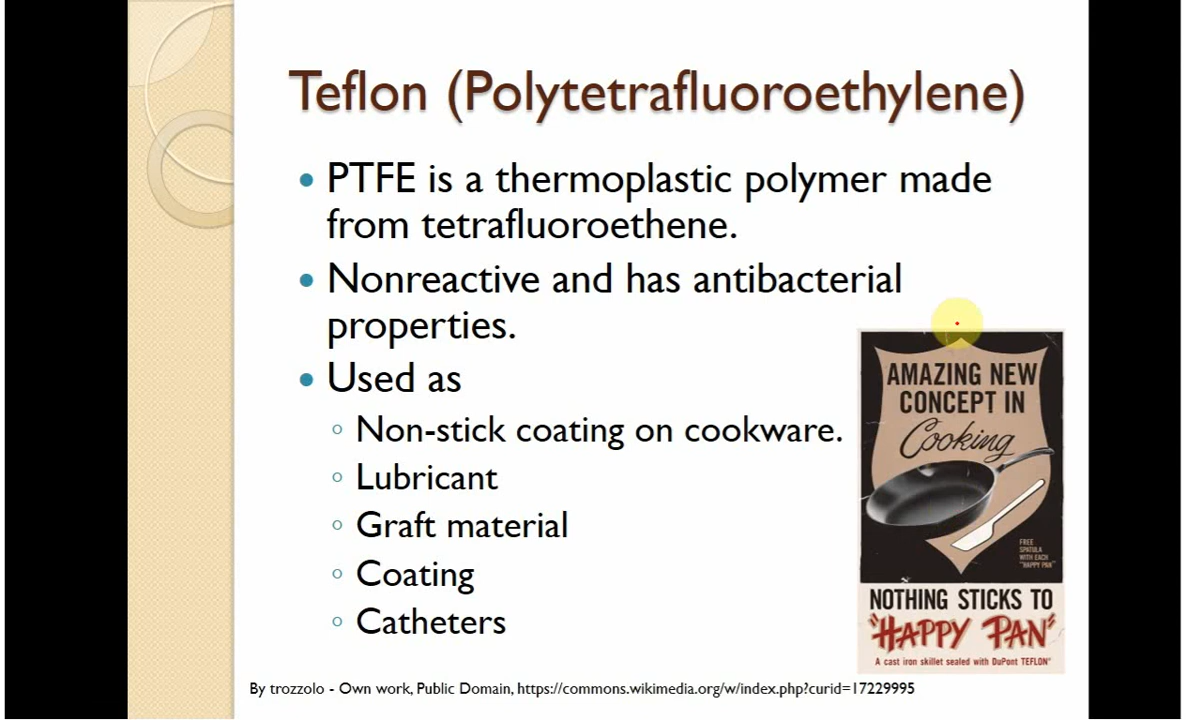 Teflon (Polytetrafluoroethylene)
• PTFE is a thermoplastic polymer made
from tetrafluoroethene.
• Nonreactive and has antibacterial
properties.
• Used as
◦ Non-stick coating on cookware.
◦ Lubricant
◦ Graft material
◦ Coating
◦ Catheters
AMAZING NEW
CONCEPT IN
Cooking
FREE
SPATULA
WITH EACH
"HAPPY PAN"
NOTHING STICKS TO
"HAPPY PAN"
A cast iron skillet sealed with DuPont TEFLON®
By trozzolo - Own work, Public Domain, https://commons.wikimedia.org/w/index.php?curid=17229995